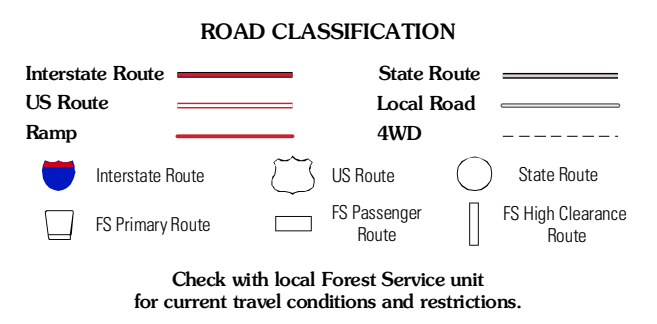 ROAD CLASSIFICATION
Interstate Route
State Route
US Route
Local Road
Ramp
4WD
Interstate Route
US Route
State Route
FS Primary Route
FS Passenger
Route
FS High Clearance
Route
Check with local Forest Service unit
for current travel conditions and restrictions.